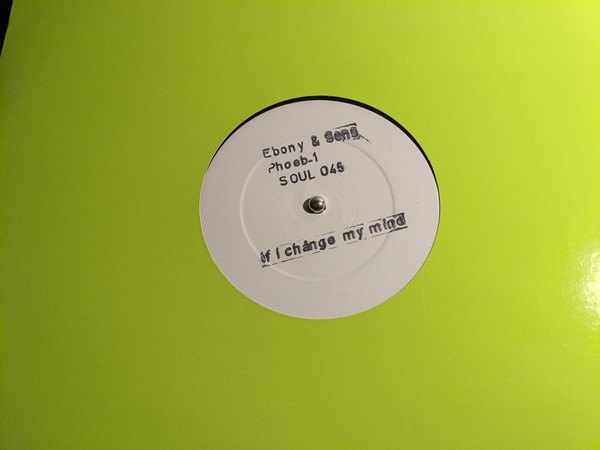 Ebony & Seng
Phoeb-1
SOUL 045
if i change my mind